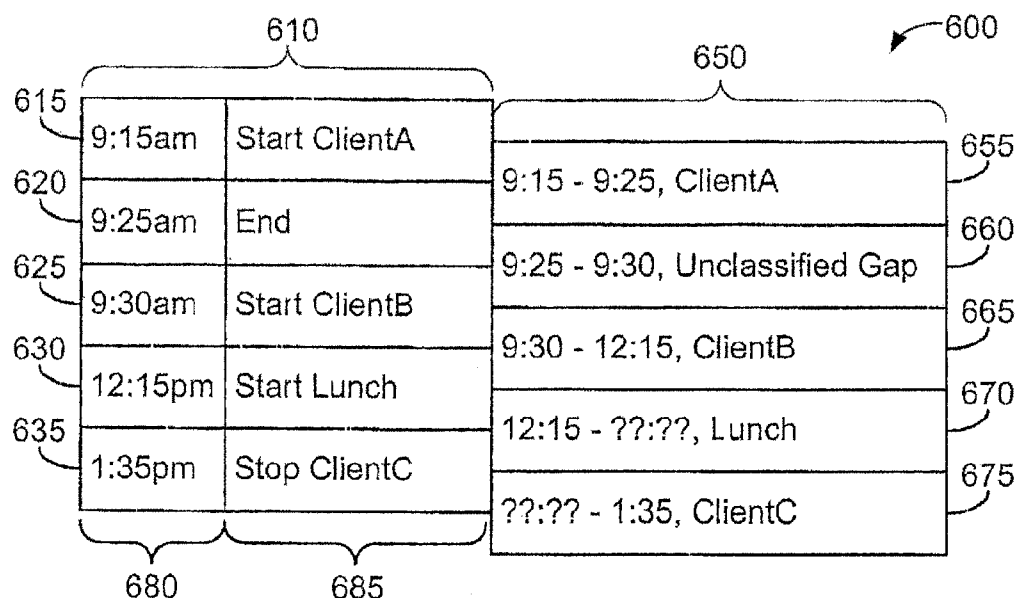 600
610
650
615
9:15am Start ClientA
620
9:25am End
625
9:30am Start ClientB
630
12:15pm Start Lunch
635
1:35pm Stop ClientC
655
9:15 - 9:25, ClientA
660
9:25 - 9:30, Unclassified Gap
665
9:30 - 12:15, ClientB
670
12:15 - ??:??, Lunch
675
??:?? - 1:35, ClientC
680
685